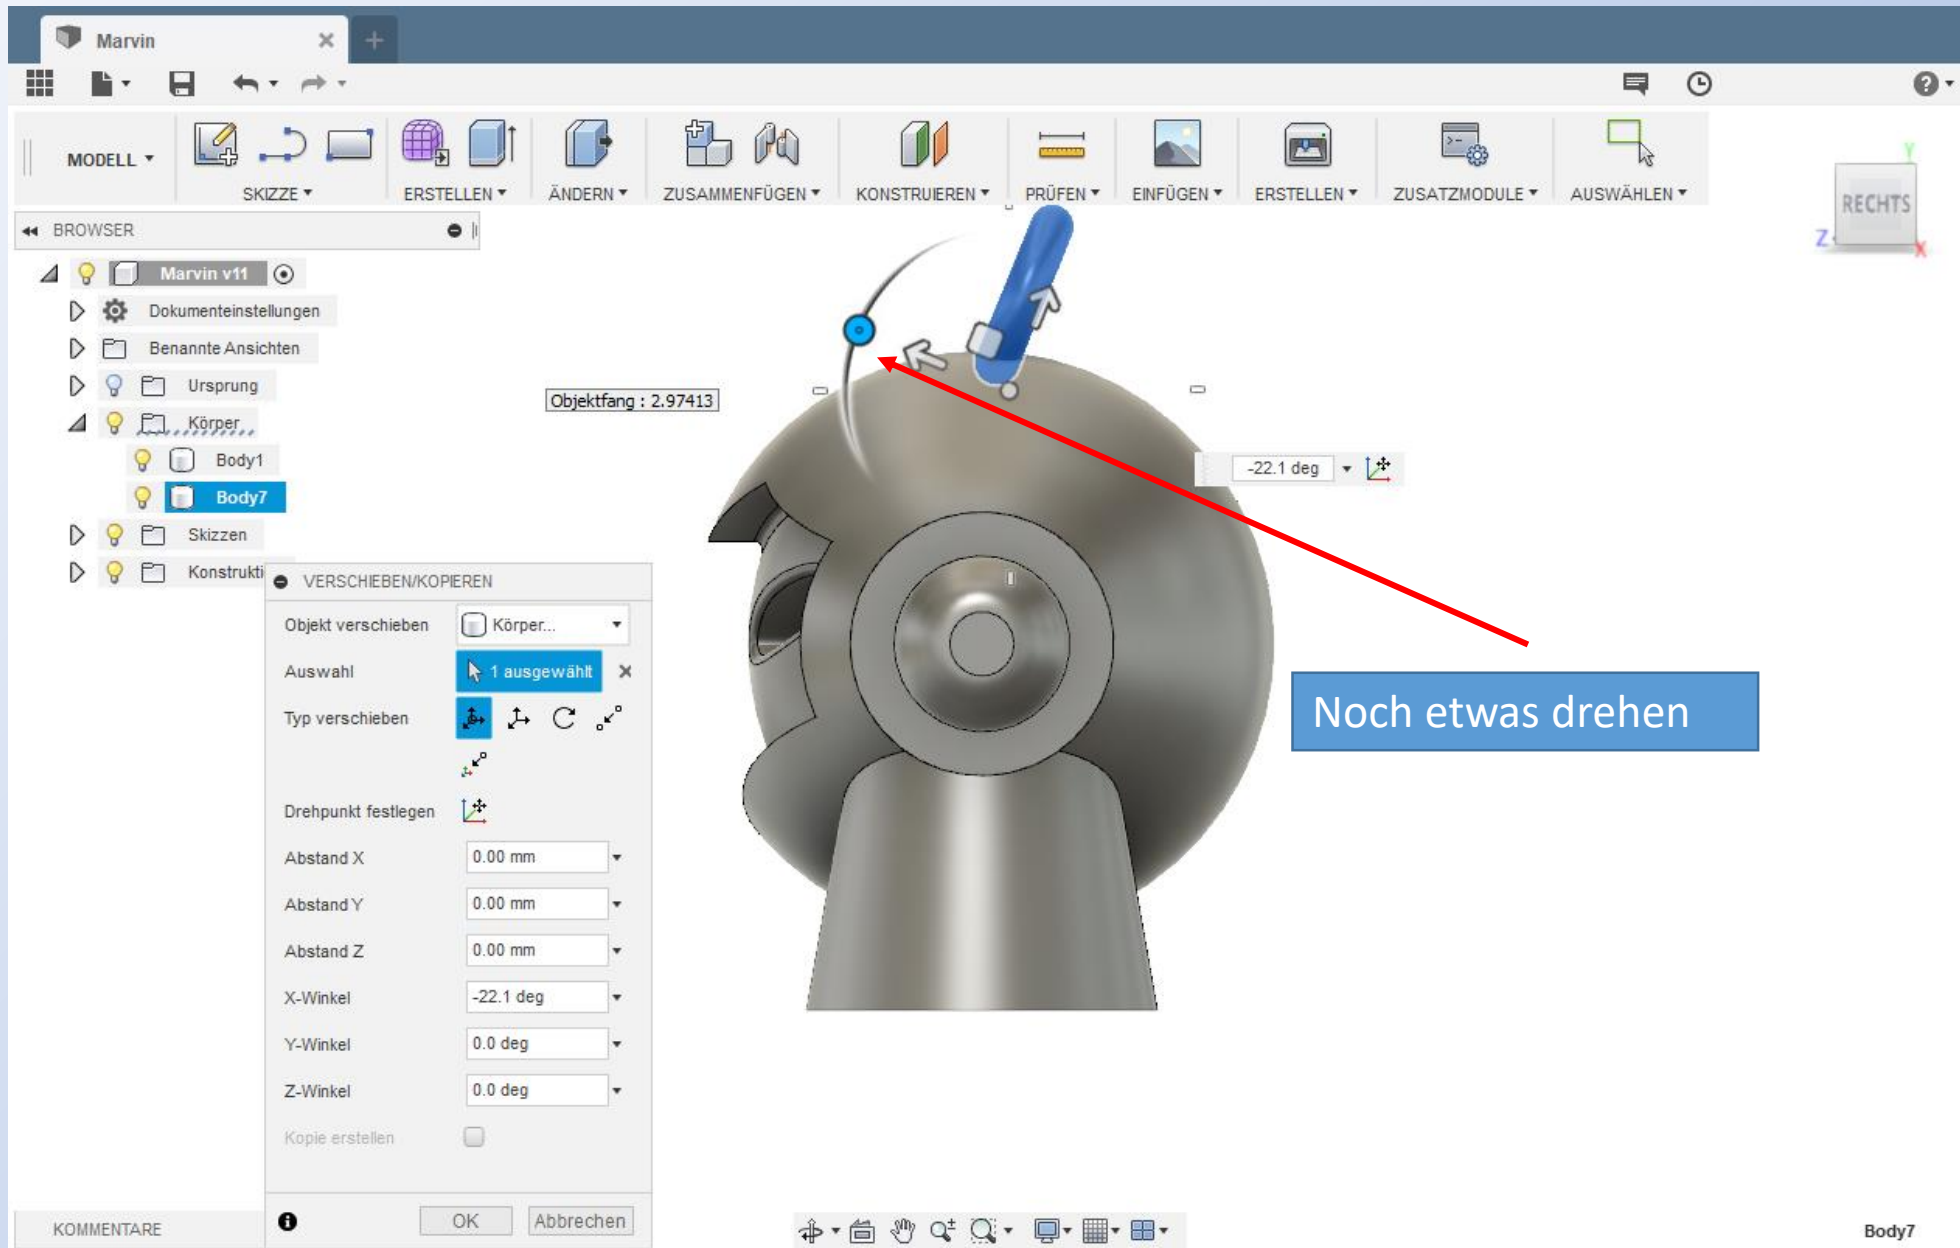 Marvin
MODELL
SKIZZE
ERSTELLEN
ÄNDERN
ZUSAMMENFÜGEN
KONSTRUIEREN
PRÜFEN
EINFÜGEN
ERSTELLEN
ZUSATZMODULE
AUSWÄHLEN
Y
RECHTS
Z
X
BROWSER
Marvin v11
Dokumenteinstellungen
Benannte Ansichten
Ursprung
Körper
Body1
Body7
Skizzen
Konstrukti
Objektfang : 2.97413
-22.1 deg
Noch etwas drehen
VERSCHIEBEN/KOPIEREN
Objekt verschieben Körper...
Auswahl 1 ausgewählt
Typ verschieben
Drehpunkt festlegen
Abstand X 0.00 mm
Abstand Y 0.00 mm
Abstand Z 0.00 mm
X-Winkel -22.1 deg
Y-Winkel 0.0 deg
Z-Winkel 0.0 deg
Kopie erstellen
OK Abbrechen
KOMMENTARE
Body7